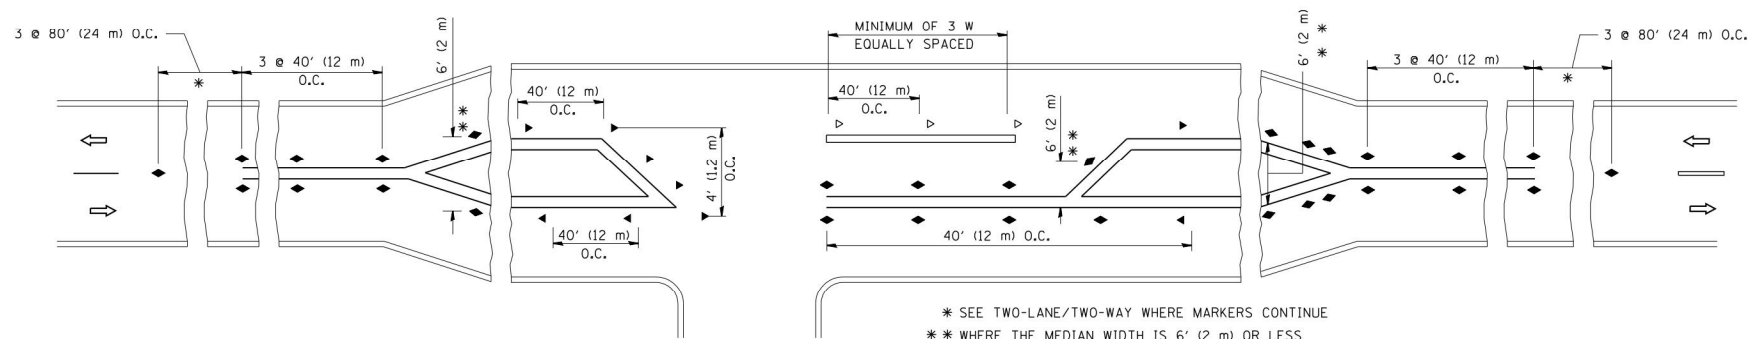 3 @ 80' (24 m) O.C.
3 @ 40' (12 m)
O.C.
*
6' (2 m)
* *
40' (12 m)
O.C.
4' (1.2 m)
O.C.
40' (12 m)
O.C.
MINIMUM OF 3 W
EQUALLY SPACED
40' (12 m)
O.C.
6' (2 m)
* *
40' (12 m) O.C.
6' (2 m)
* *
3 @ 40' (12 m)
O.C.
3 @ 80' (24 m) O.C.
*
* SEE TWO-LANE/TWO-WAY WHERE MARKERS CONTINUE
* * WHERE THE MEDIAN WIDTH IS 6' (2 m) OR LESS